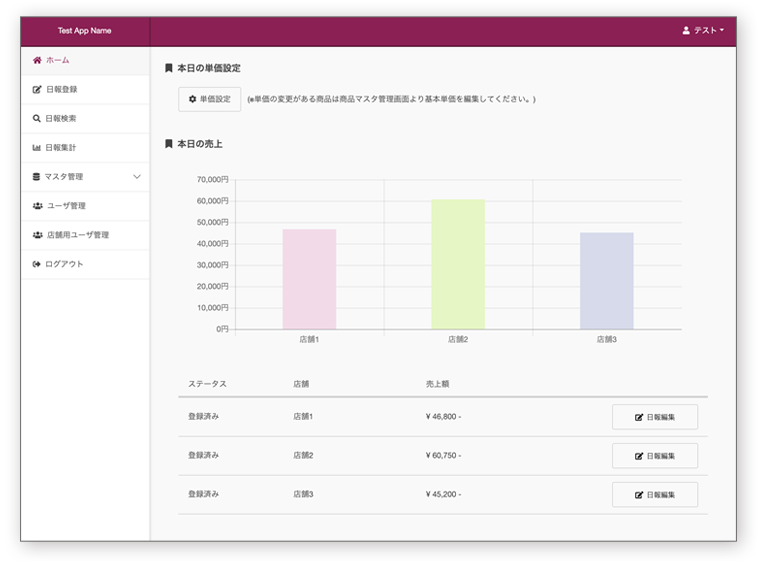 Test App Name
テスト
ホーム
日報登録
日報検索
日報集計
マスタ管理
ユーザ管理
店舗用ユーザ管理
ログアウト
本日の単価設定
単価設定 (※単価の変更がある商品は商品マスタ管理画面より基本単価を編集してください。)
本日の売上
70,000円
60,000円
50,000円
40,000円
30,000円
20,000円
10,000円
0円
店舗1 店舗2 店舗3
ステータス 店舗 売上額
登録済み 店舗1 ¥ 46,800 - 日報編集
登録済み 店舗2 ¥ 60,750 - 日報編集
登録済み 店舗3 ¥ 45,200 - 日報編集